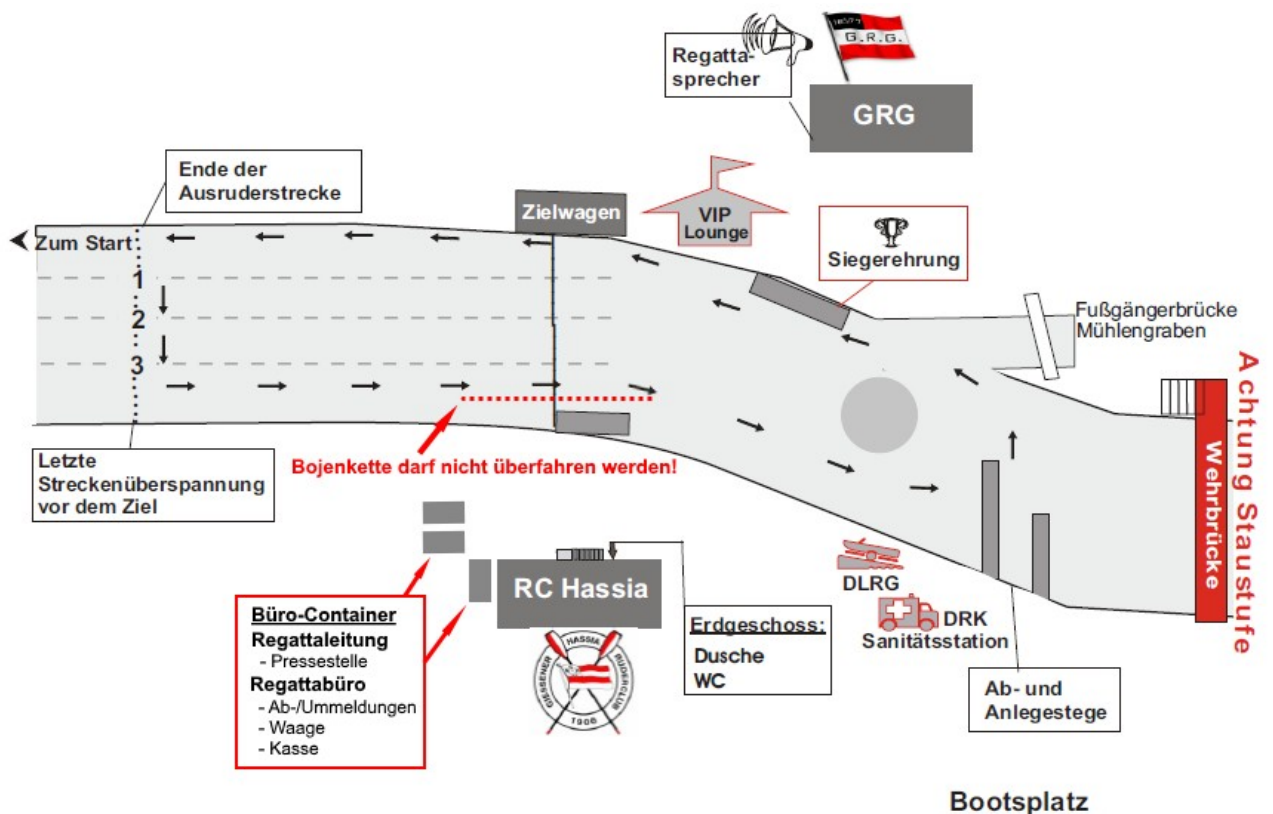 Regatta-
sprecher
G.R.G.
GRG
Ende der
Ausruderstrecke
Zielwagen
VIP
Lounge
Siegerehrung
Zum Start
1
2
3
Fußgängerbrücke
Mühlengraben
Achtung Staustufe
Wehrbrücke
Letzte
Streckenüberspannung
vor dem Ziel
Bojenkette darf nicht überfahren werden!
RC Hassia
DLRG
DRK
Sanitätsstation
Büro-Container
Regattaleitung
- Pressestelle
Regattabüro
- Ab-/Ummeldungen
- Waage
- Kasse
GIESSENER
HASSIA
RUDERCLUB
1906
Erdgeschoss:
Dusche
WC
Ab- und
Anlegestege
Bootsplatz